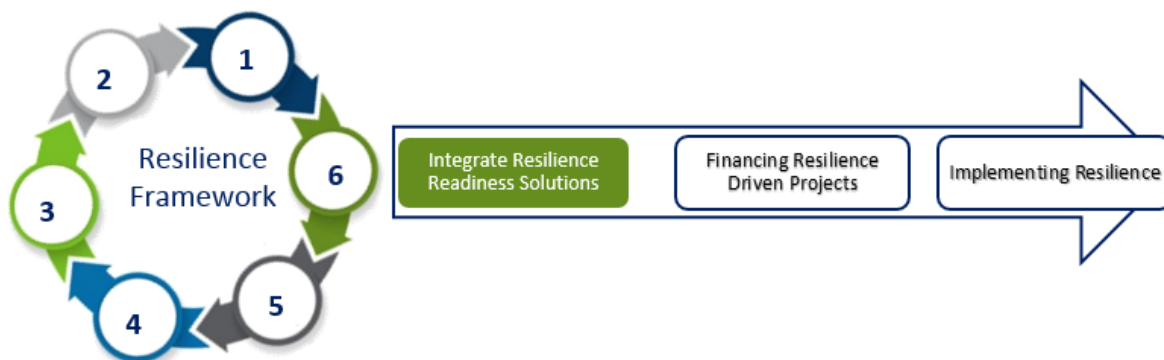 1
2
6
Resilience
Framework
3
5
4
Integrate Resilience
Readiness Solutions
Financing Resilience
Driven Projects
Implementing Resilience